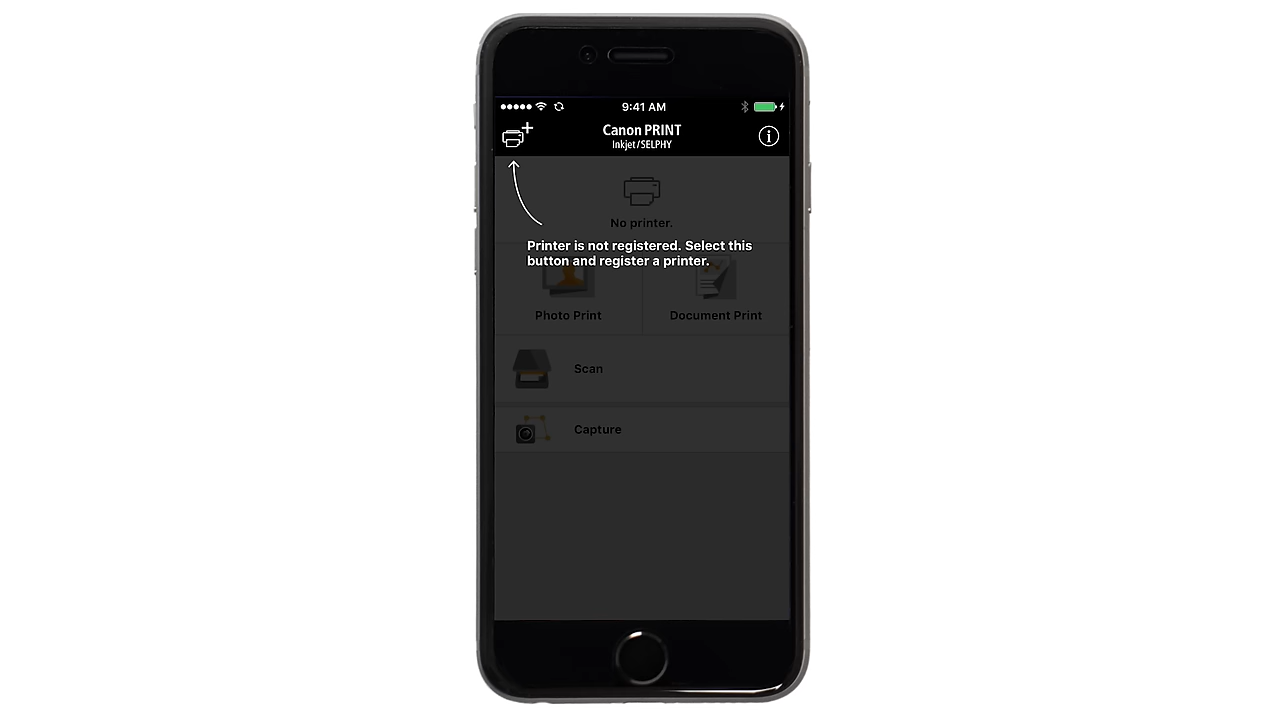 9:41 AM
Canon PRINT
Inkjet/SELPHY
No printer.
Printer is not registered. Select this
button and register a printer.
Photo Print
Document Print
Scan
Capture